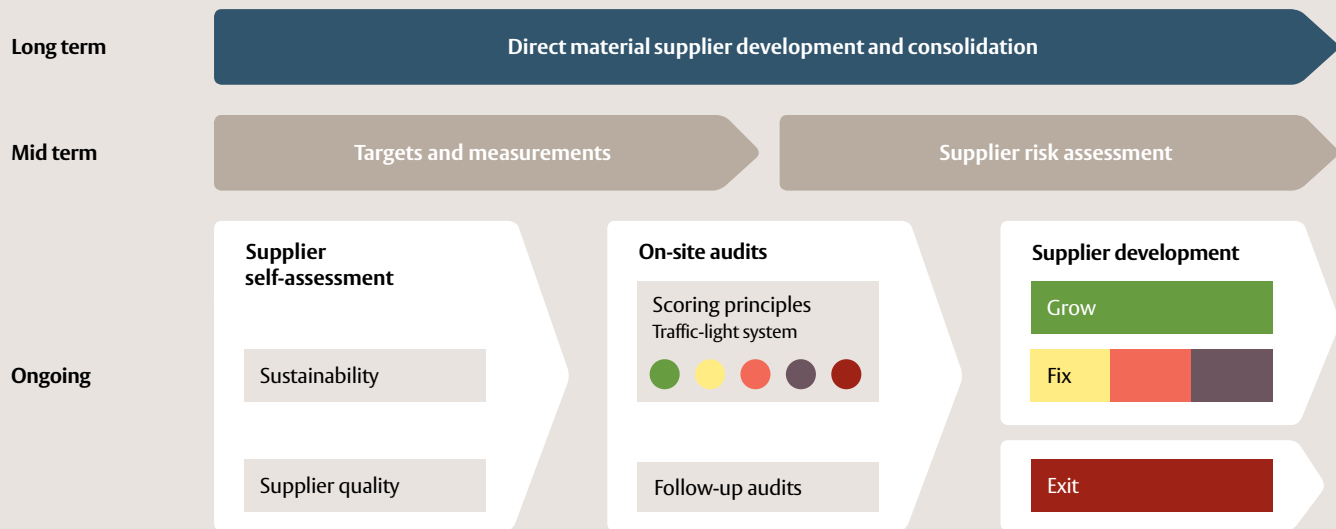 Long term
Direct material supplier development and consolidation
Mid term
Targets and measurements
Supplier risk assessment
Ongoing
Supplier
self-assessment
Sustainability
Supplier quality
On-site audits
Scoring principles
Traffic-light system
Follow-up audits
Supplier development
Grow
Fix
Exit